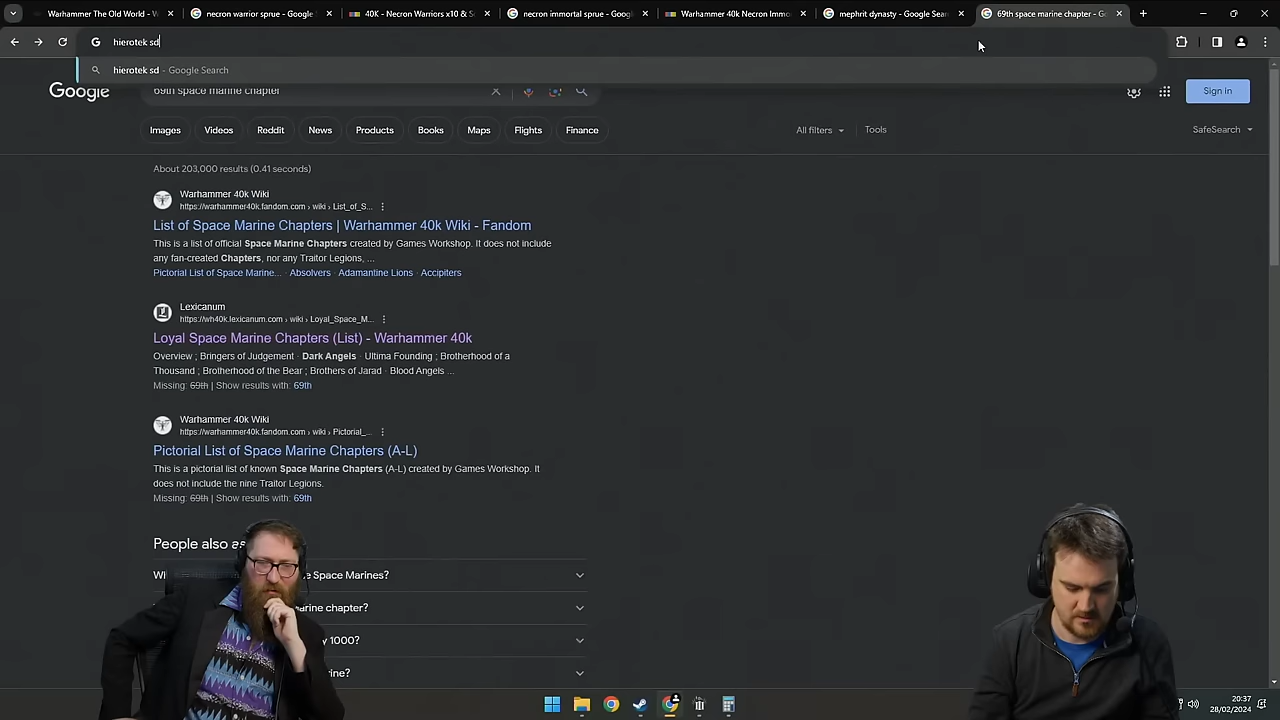 Warhammer The Old World - W
necron warrior sprue - Google S
40K - Necron Warriors x10 & S
necron immortal sprue - Google
Warhammer 40k Necron Immo
mephrit dynasty - Google Sear
69th space marine chapter - G
hierotek sd
hierotek sd - Google Search
Google
69th space marine chapter
Sign in
Images
Videos
Reddit
News
Products
Books
Maps
Flights
Finance
All filters
Tools
SafeSearch
About 203,000 results (0.41 seconds)
Warhammer 40k Wiki
https://warhammer40k.fandom.com › wiki › List_of_S...
List of Space Marine Chapters | Warhammer 40k Wiki - Fandom
This is a list of official Space Marine Chapters created by Games Workshop. It does not include
any fan-created Chapters, nor any Traitor Legions, ...
Pictorial List of Space Marine... · Absolvers · Adamantine Lions · Accipiters
Lexicanum
https://wh40k.lexicanum.com › wiki › Loyal_Space_M...
Loyal Space Marine Chapters (List) - Warhammer 40k
Overview ; Bringers of Judgement · Dark Angels · Ultima Founding ; Brotherhood of a
Thousand ; Brotherhood of the Bear ; Brothers of Jarad · Blood Angels ...
Missing: 69th | Show results with: 69th
Warhammer 40k Wiki
https://warhammer40k.fandom.com › wiki › Pictorial_...
Pictorial List of Space Marine Chapters (A-L)
This is a pictorial list of known Space Marine Chapters (A-L) created by Games Workshop. It
does not include the nine Traitor Legions.
Missing: 69th | Show results with: 69th
People also as
Space Marines?
arine chapter?
y 1000?
rine?
20:37
28/02/2024